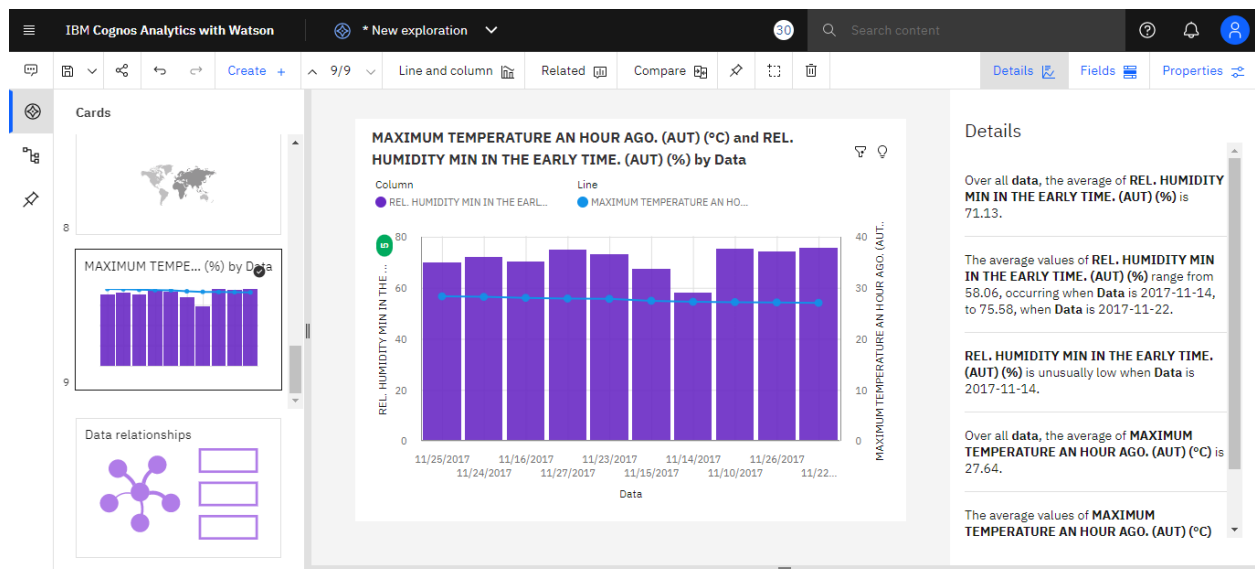 IBM Cognos Analytics with Watson
* New exploration
30
Search content
Create +
9/9
Line and column
Related
Compare
Details
Fields
Properties
Cards
8
MAXIMUM TEMPE... (%) by Data
9
Data relationships
MAXIMUM TEMPERATURE AN HOUR AGO. (AUT) (°C) and REL.
HUMIDITY MIN IN THE EARLY TIME. (AUT) (%) by Data
Column
Line
REL. HUMIDITY MIN IN THE EARL...
MAXIMUM TEMPERATURE AN HO...
5
REL. HUMIDITY MIN IN THE ...
80
60
40
20
0
40
30
20
10
0
MAXIMUM TEMPERATURE AN HOUR AGO. (AUT...
11/25/2017 11/16/2017 11/23/2017 11/14/2017 11/26/2017
11/24/2017 11/27/2017 11/15/2017 11/10/2017 11/22...
Data
Details
Over all data, the average of REL. HUMIDITY
MIN IN THE EARLY TIME. (AUT) (%) is
71.13.
The average values of REL. HUMIDITY MIN
IN THE EARLY TIME. (AUT) (%) range from
58.06, occurring when Data is 2017-11-14,
to 75.58, when Data is 2017-11-22.
REL. HUMIDITY MIN IN THE EARLY TIME.
(AUT) (%) is unusually low when Data is
2017-11-14.
Over all data, the average of MAXIMUM
TEMPERATURE AN HOUR AGO. (AUT) (°C) is
27.64.
The average values of MAXIMUM
TEMPERATURE AN HOUR AGO. (AUT) (°C)